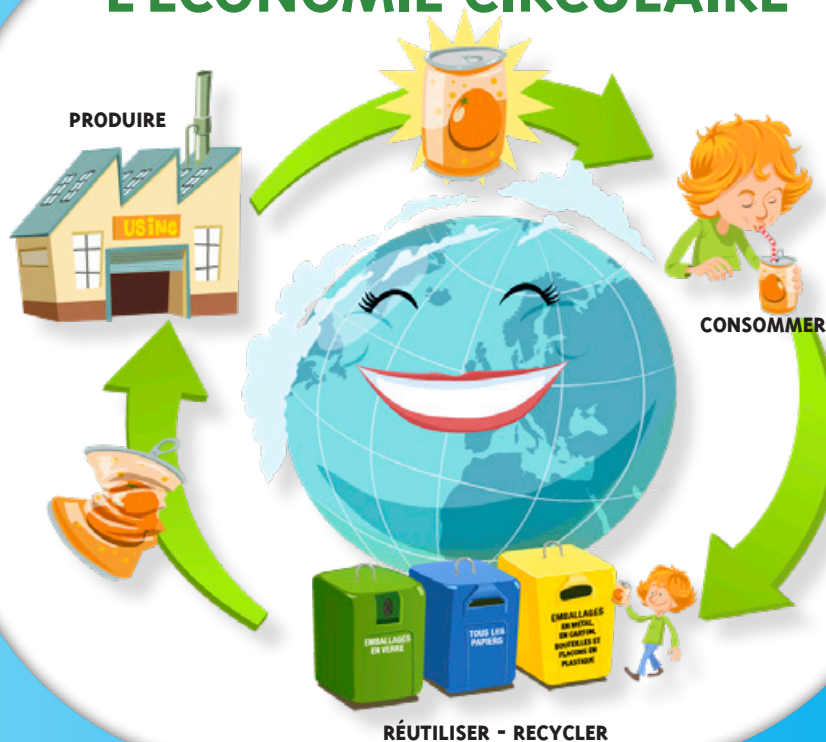 L'ÉCONOMIE CIRCULAIRE
PRODUIRE
USINE
CONSOMMER
EMBALLAGES
EN VERRE
TOUS LES
PAPIERS
EMBALLAGES
EN MÉTAL,
EN CARTON,
BOUTEILLES ET
FLACONS EN
PLASTIQUE
RÉUTILISER - RECYCLER